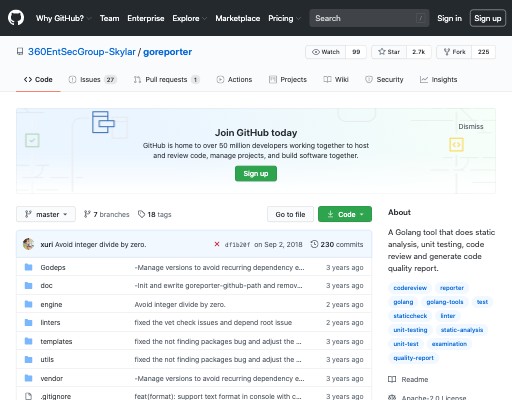 Why GitHub? Team Enterprise Explore Marketplace Pricing Search / Sign in Sign up
360EntSecGroup-Skylar / goreporter
Watch 99 Star 2.7k Fork 225
Code Issues 27 Pull requests 1 Actions Projects Wiki Security Insights
Dismiss
Join GitHub today
GitHub is home to over 50 million developers working together to host
and review code, manage projects, and build software together.
Sign up
master 7 branches 18 tags Go to file Code
xuri Avoid integer divide by zero. on Sep 2, 2018 230 commits
Godeps -Manage versions to avoid recurring dependency e... 3 years ago
doc -Init and ewrite goreporter-github-path and remov... 3 years ago
engine Avoid integer divide by zero. 2 years ago
linters fixed the vet check issues and depend root issue 2 years ago
templates fixed the not finding packages bug and adjust the ... 3 years ago
utils fixed the not finding packages bug and adjust the ... 3 years ago
vendor -Manage versions to avoid recurring dependency e... 3 years ago
.gitignore feat(format): support text format in console with c... 3 years ago
About
A Golang tool that does static
analysis, unit testing, code
review and generate code
quality report.
codereview reporter
golang golang-tools test
staticcheck linter
unit-testing static-analysis
unit-test examination
quality-report
Readme
Apache-2.0 License